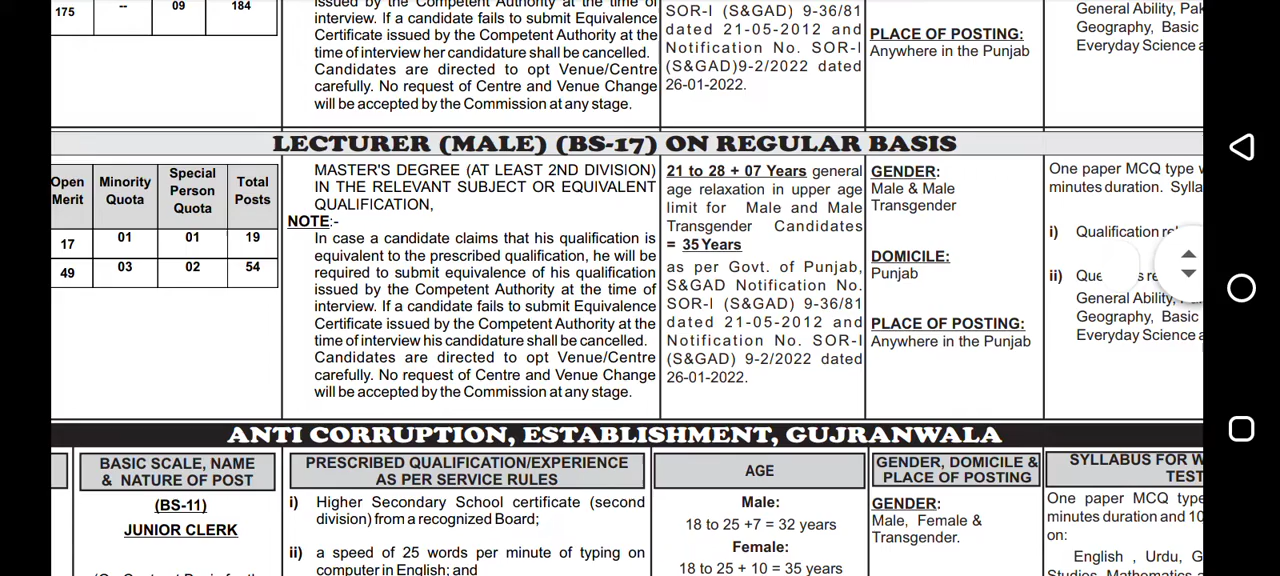 175 -- 09 184
issued by the Competent Authority at the time of
interview. If a candidate fails to submit Equivalence
Certificate issued by the Competent Authority at the
time of interview her candidature shall be cancelled.
Candidates are directed to opt Venue/Centre
carefully. No request of Centre and Venue Change
will be accepted by the Commission at any stage.
SOR-I (S&GAD) 9-36/81
dated 21-05-2012 and
Notification No. SOR-I
(S&GAD)9-2/2022 dated
26-01-2022.
PLACE OF POSTING:
Anywhere in the Punjab
General Ability, Pak
Geography, Basic
Everyday Science a
LECTURER (MALE) (BS-17) ON REGULAR BASIS
Open Merit
Minority Quota
Special Person Quota
Total Posts
17 01 01 19
49 03 02 54
MASTER'S DEGREE (AT LEAST 2ND DIVISION)
IN THE RELEVANT SUBJECT OR EQUIVALENT
QUALIFICATION,
NOTE:-
In case a candidate claims that his qualification is
equivalent to the prescribed qualification, he will be
required to submit equivalence of his qualification
issued by the Competent Authority at the time of
interview. If a candidate fails to submit Equivalence
Certificate issued by the Competent Authority at the
time of interview his candidature shall be cancelled.
Candidates are directed to opt Venue/Centre
carefully. No request of Centre and Venue Change
will be accepted by the Commission at any stage.
21 to 28 + 07 Years general
age relaxation in upper age
limit for Male and Male
Transgender Candidates
= 35 Years
as per Govt. of Punjab,
S&GAD Notification No.
SOR-I (S&GAD) 9-36/81
dated 21-05-2012 and
Notification No. SOR-I
(S&GAD) 9-2/2022 dated
26-01-2022.
GENDER:
Male & Male
Transgender
DOMICILE:
Punjab
PLACE OF POSTING:
Anywhere in the Punjab
One paper MCQ type w
minutes duration. Sylla
i) Qualification rel
ii) Que
General Ability,
Geography, Basic
Everyday Science a
ANTI CORRUPTION, ESTABLISHMENT, GUJRANWALA
BASIC SCALE, NAME
& NATURE OF POST
PRESCRIBED QUALIFICATION/EXPERIENCE
AS PER SERVICE RULES
AGE
GENDER, DOMICILE &
PLACE OF POSTING
SYLLABUS FOR W
TEST
(BS-11)
JUNIOR CLERK
i) Higher Secondary School certificate (second
division) from a recognized Board;
ii) a speed of 25 words per minute of typing on
computer in English; and
Male:
18 to 25 +7 = 32 years
Female:
18 to 25 + 10 = 35 years
GENDER:
Male, Female &
Transgender.
One paper MCQ type
minutes duration and 10
on:
English , Urdu, G